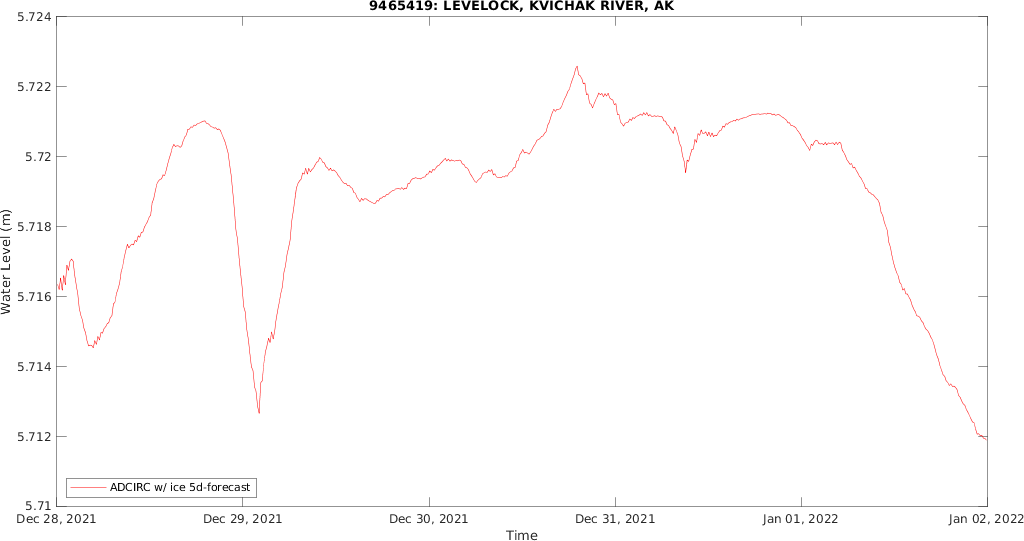 9465419: LEVELOCK, KVICHAK RIVER, AK
Water Level (m)
5.724
5.722
5.72
5.718
5.716
5.714
5.712
5.71
ADCIRC w/ ice 5d-forecast
Dec 28, 2021
Dec 29, 2021
Dec 30, 2021
Dec 31, 2021
Jan 01, 2022
Jan 02, 2022
Time